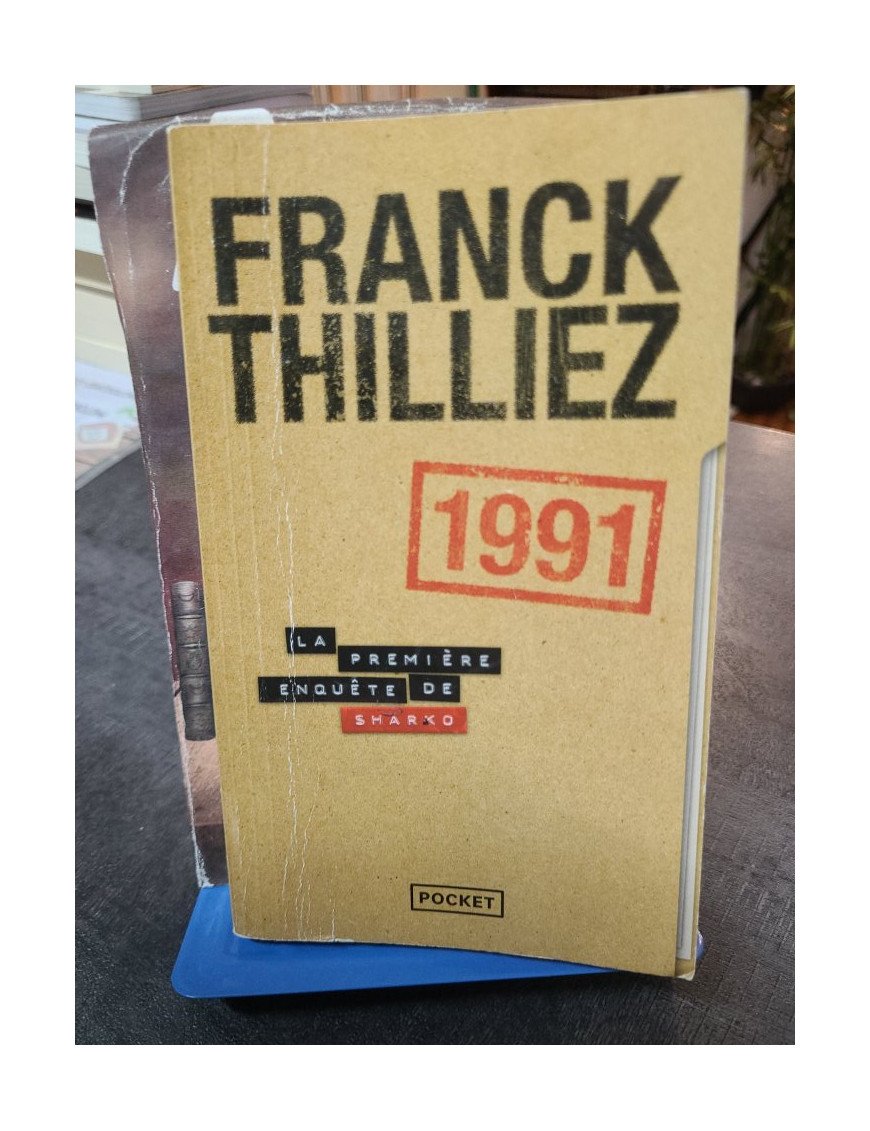 FRANCK
THILLIEZ
1991
LA
PREMIÈRE
ENQUÊTE DE
SHARKO
POCKET